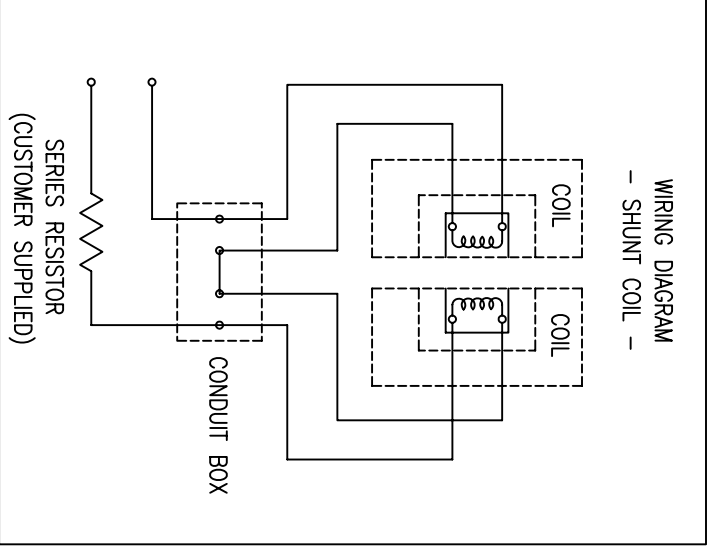 WIRING DIAGRAM
- SHUNT COIL -
COIL
COIL
CONDUIT BOX
SERIES RESISTOR
(CUSTOMER SUPPLIED)